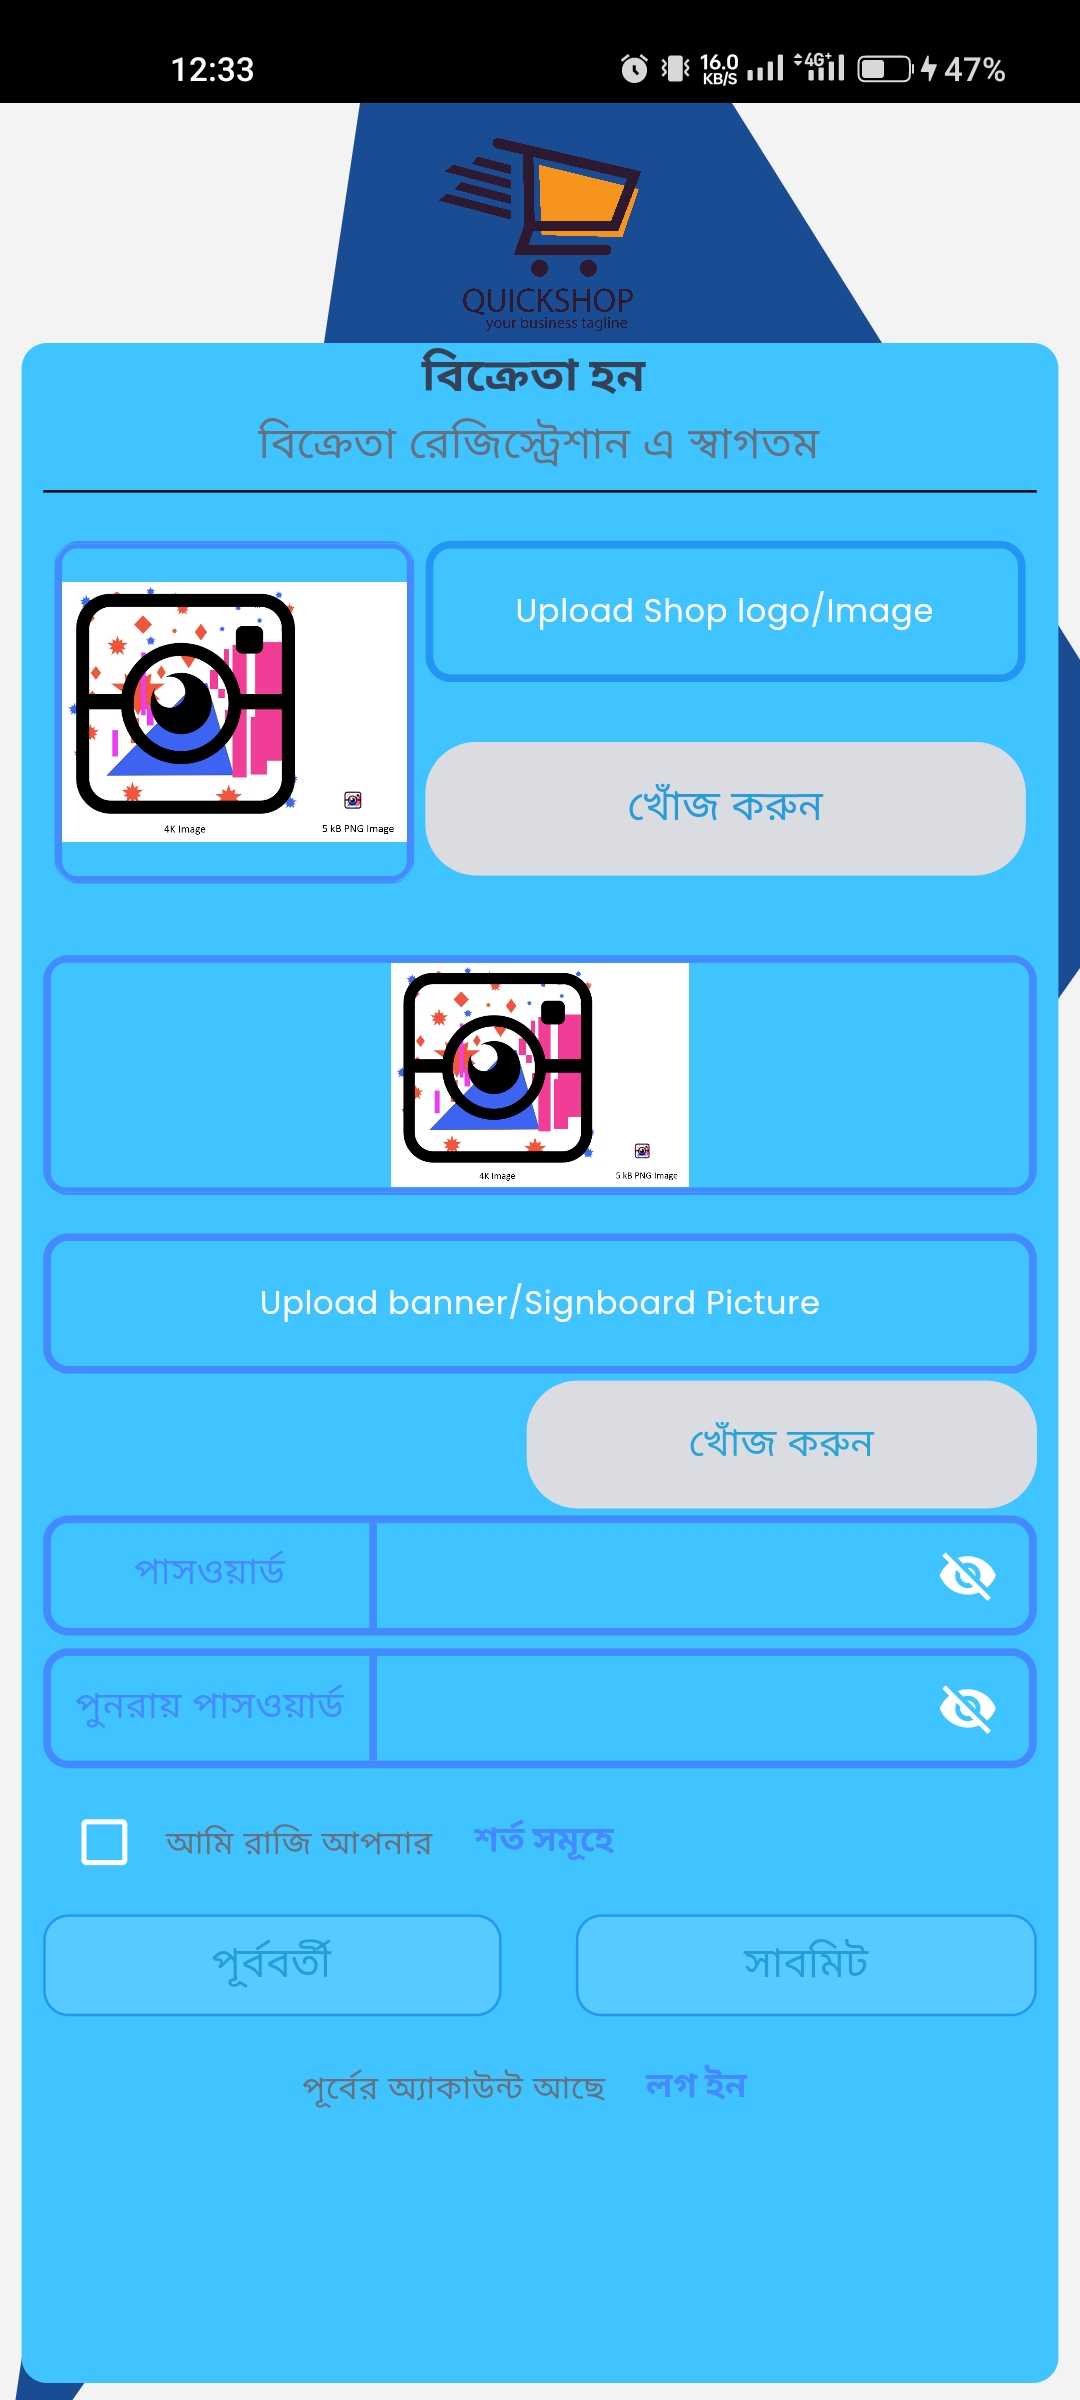 12:33
16.0
KB/S
4G+
47%
QUICKSHOP
your business tagline
বিক্রেতা হন
বিক্রেতা রেজিস্ট্রেশান এ স্বাগতম
Upload Shop logo/Image
খোঁজ করুন
4K Image
5 kB PNG Image
4K Image
5 kB PNG Image
Upload banner/Signboard Picture
খোঁজ করুন
পাসওয়ার্ড
পুনরায় পাসওয়ার্ড
আমি রাজি আপনার শর্ত সমূহে
পূর্ববর্তী
সাবমিট
পূর্বের অ্যাকাউন্ট আছে লগ ইন